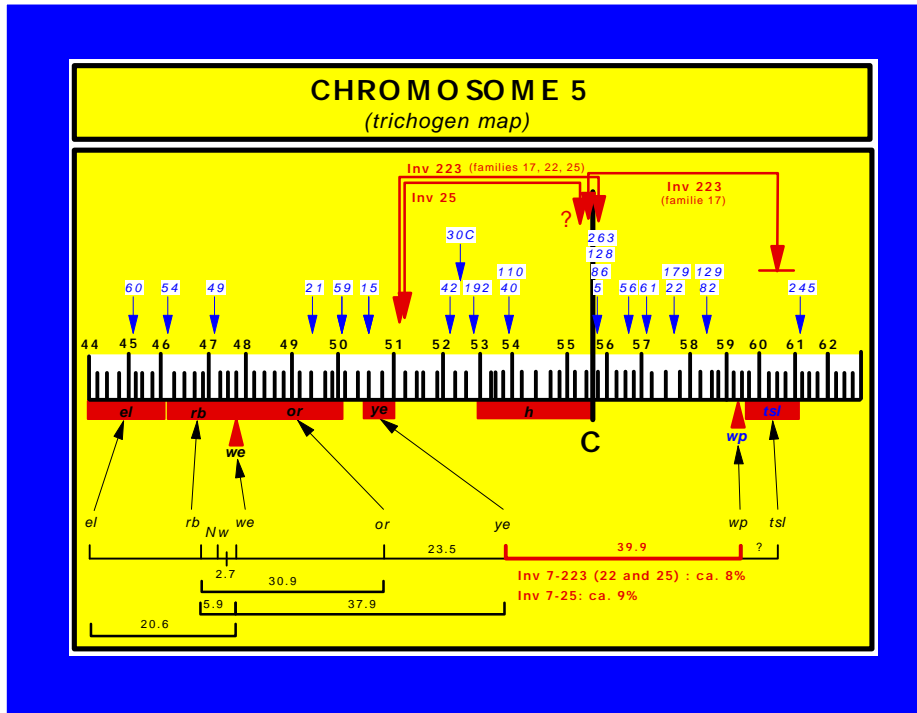 CHROMOSOME 5
(trichogen map)
Inv 223 (families 17, 22, 25)
Inv 25
Inv 223
(familie 17)
?
30C
263
128
110
86
179
129
60
54
49
21
59
15
42
192
40
5
56
61
22
82
245
44
45
46
47
48
49
50
51
52
53
54
55
56
57
58
59
60
61
62
el
rb
or
ye
h
tsl
we
C
wp
el
rb
Nw
we
or
ye
wp
tsl
23.5
39.9
?
2.7
30.9
Inv 7-223 (22 and 25) : ca. 8%
5.9
37.9
Inv 7-25: ca. 9%
20.6